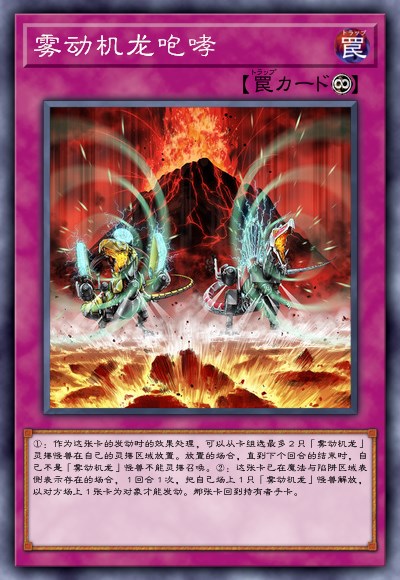 雾动机龙咆哮
トラップ
罠
トラップ
【罠カード】
①：作为这张卡的发动时的效果处理，可以从卡组选最多２只「雾动机龙」
灵摆怪兽在自己的灵摆区域放置。放置的场合，直到下个回合的结束时，自
己不是「雾动机龙」怪兽不能灵摆召唤。②：这张卡已在魔法与陷阱区域表
侧表示存在的场合，１回合１次，把自己场上１只「雾动机龙」怪兽解放，
以对方场上１张卡为对象才能发动。那张卡回到持有者手卡。